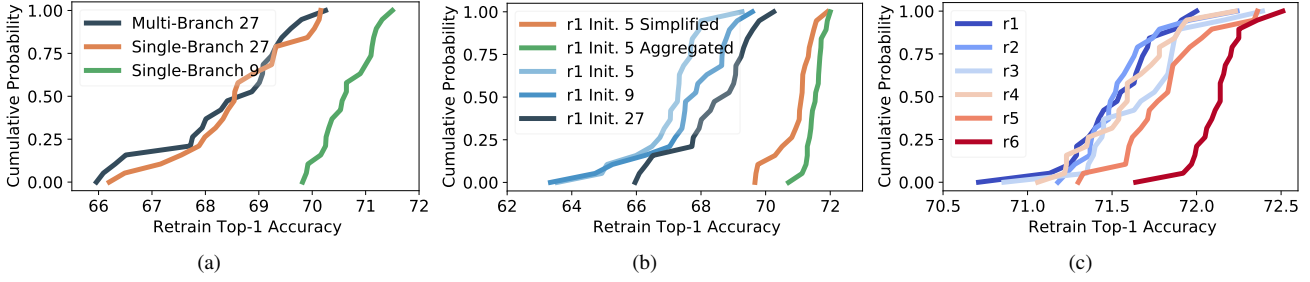 Cumulative Probability
1.00
0.75
0.50
0.25
0.00
Multi-Branch 27
Single-Branch 27
Single-Branch 9
66 67 68 69 70 71 72
Retrain Top-1 Accuracy
(a)
Cumulative Probability
1.00
0.75
0.50
0.25
0.00
r1 Init. 5 Simplified
r1 Init. 5 Aggregated
r1 Init. 5
r1 Init. 9
r1 Init. 27
62 64 66 68 70 72
Retrain Top-1 Accuracy
(b)
Cumulative Probability
1.00
0.75
0.50
0.25
0.00
r1
r2
r3
r4
r5
r6
70.5 71.0 71.5 72.0 72.5
Retrain Top-1 Accuracy
(c)